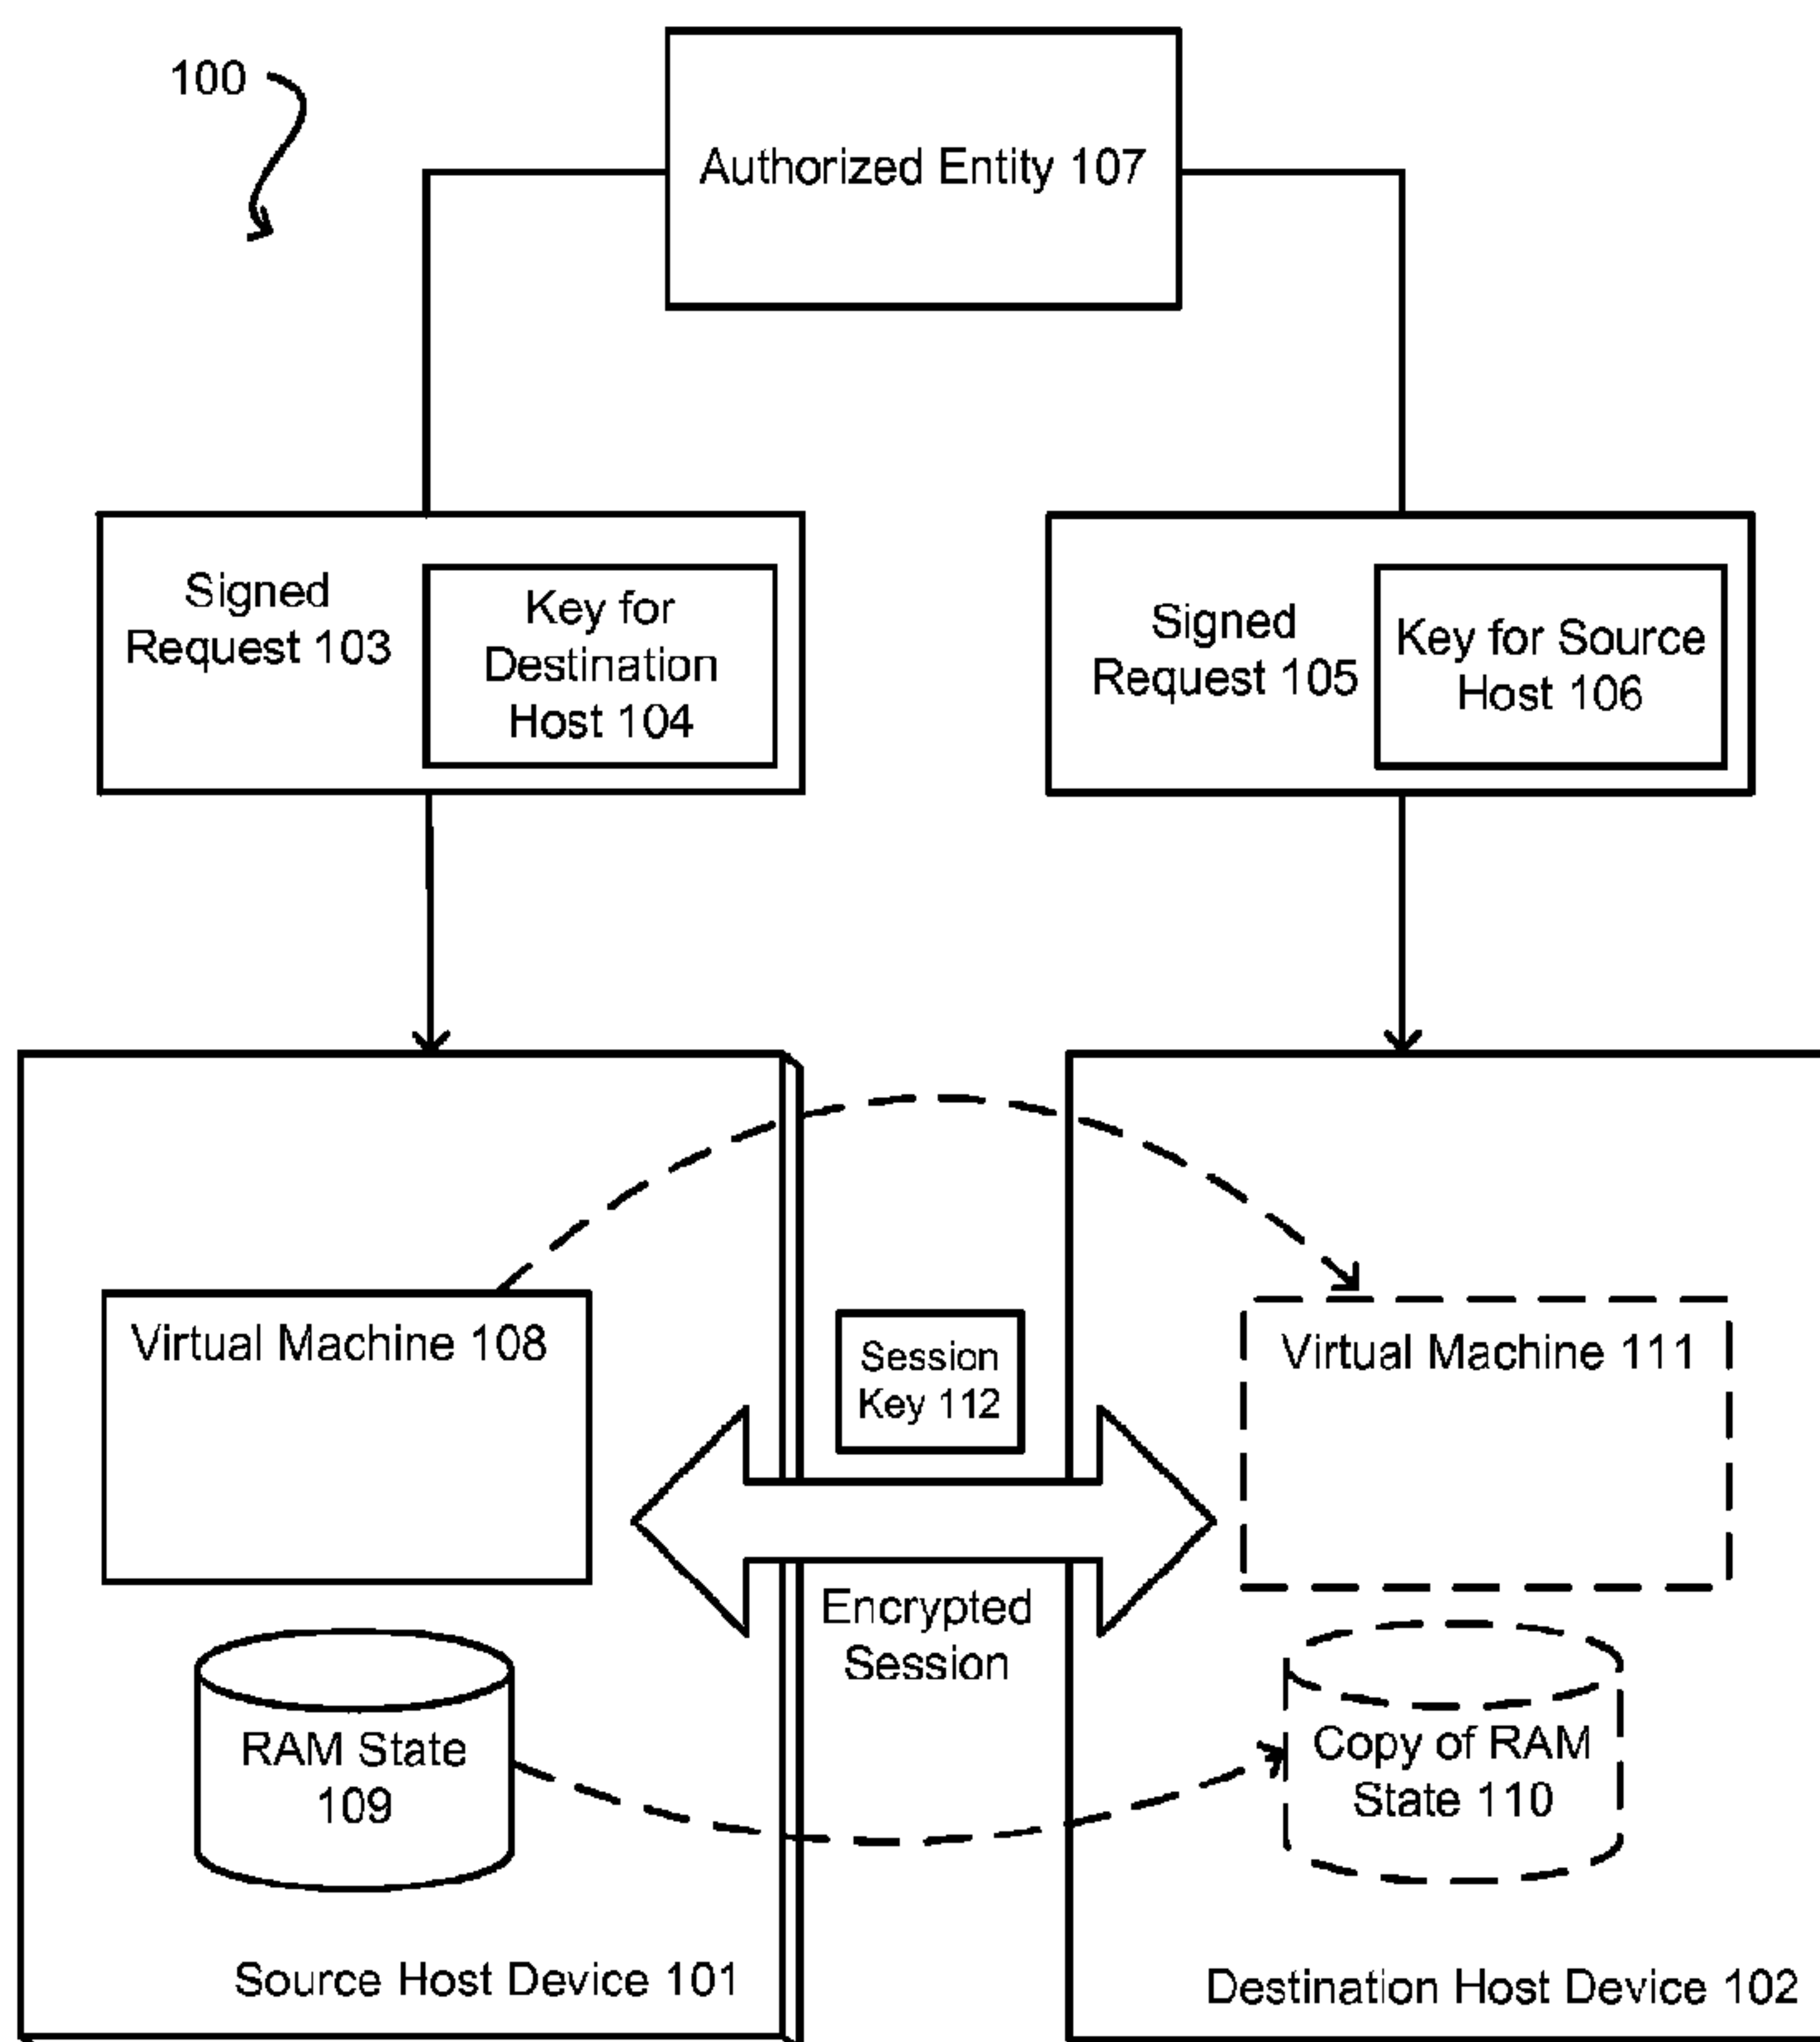 100
Authorized Entity 107
Signed
Request 103
Key for
Destination
Host 104
Signed
Request 105
Key for Source
Host 106
Virtual Machine 108
Session
Key 112
Virtual Machine 111
Encrypted
Session
RAM State
109
Copy of RAM
State 110
Source Host Device 101
Destination Host Device 102